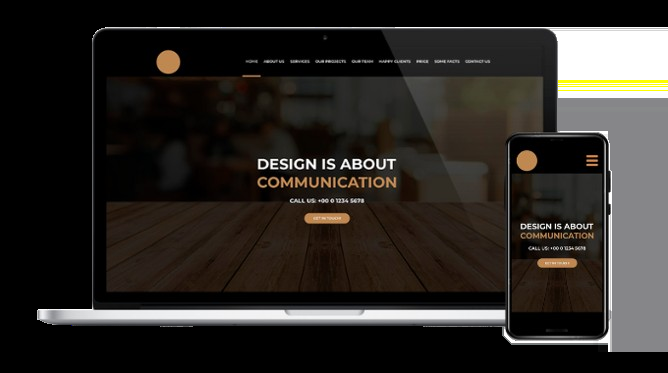 HOME ABOUT US SERVICES OUR PROJECTS OUR TEAM HAPPY CLIENTS PRICE SOME FACTS CONTACT US
DESIGN IS ABOUT
COMMUNICATION
CALL US: +00 0 1234 5678
GET IN TOUCH
DESIGN IS ABOUT
COMMUNICATION
CALL US: +00 0 1234 5678
GET IN TOUCH